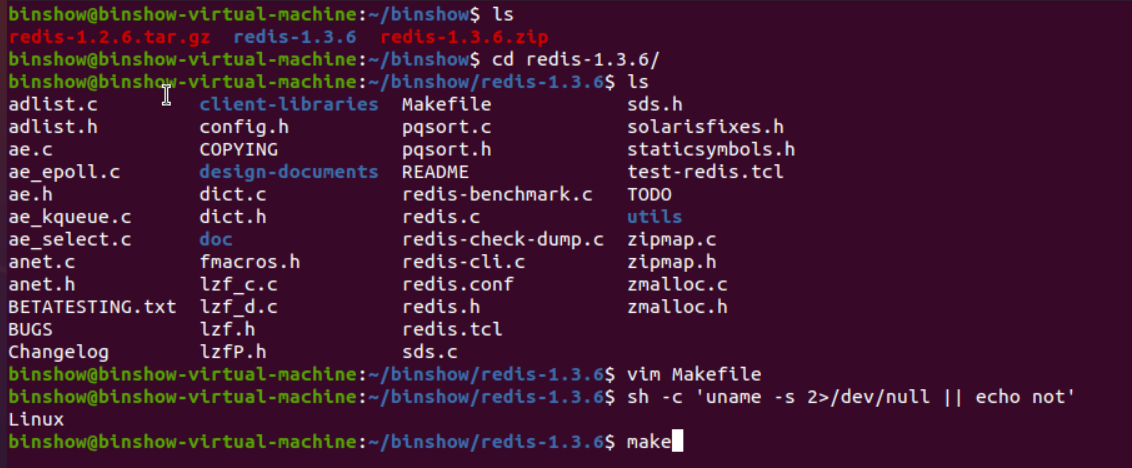 binshow@binshow-virtual-machine:~/binshow$ ls
redis-1.2.6.tar.gz  redis-1.3.6  redis-1.3.6.zip
binshow@binshow-virtual-machine:~/binshow$ cd redis-1.3.6/
binshow@binshow-virtual-machine:~/binshow/redis-1.3.6$ ls
adlist.c         client-libraries  Makefile            sds.h
adlist.h         config.h          pqsort.c            solarisfixes.h
ae.c             COPYING           pqsort.h            staticsymbols.h
ae_epoll.c       design-documents  README              test-redis.tcl
ae.h             dict.c            redis-benchmark.c   TODO
ae_kqueue.c      dict.h            redis.c             utils
ae_select.c      doc               redis-check-dump.c  zipmap.c
anet.c           fmacros.h         redis-cli.c         zipmap.h
anet.h           lzf_c.c           redis.conf          zmalloc.c
BETATESTING.txt  lzf_d.c           redis.h             zmalloc.h
BUGS             lzf.h             redis.tcl
Changelog        lzfP.h            sds.c
binshow@binshow-virtual-machine:~/binshow/redis-1.3.6$ vim Makefile
binshow@binshow-virtual-machine:~/binshow/redis-1.3.6$ sh -c 'uname -s 2>/dev/null || echo not'
Linux
binshow@binshow-virtual-machine:~/binshow/redis-1.3.6$ make